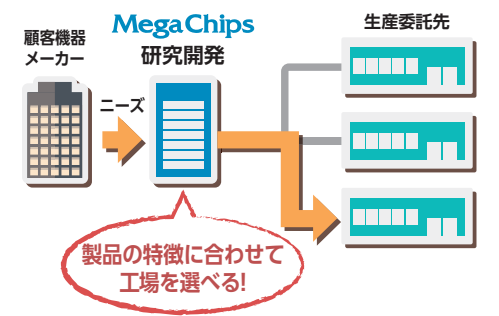 顧客機器
メーカー
MegaChips
研究開発
生産委託先
ニーズ
製品の特徴に合わせて
工場を選べる!